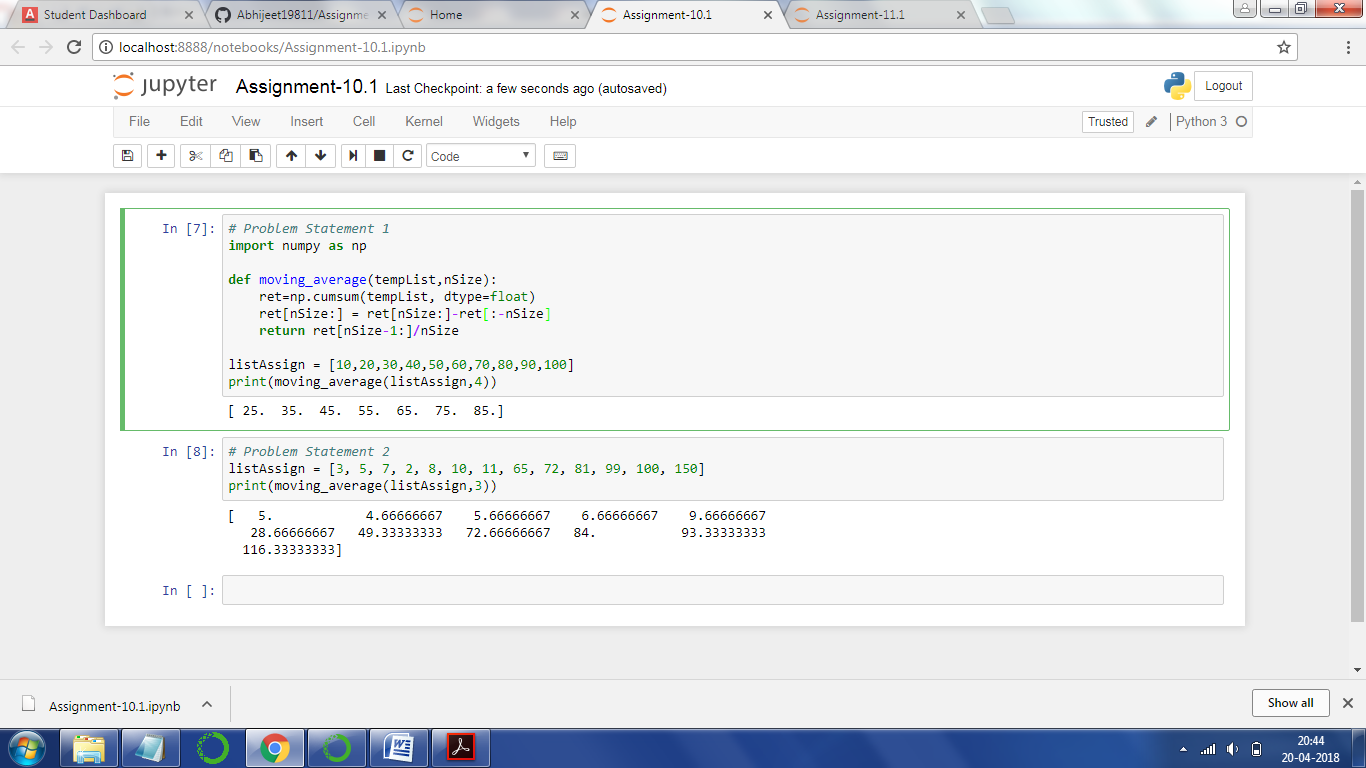 Student Dashboard
Abhijeet19811/Assignme
Home
Assignment-10.1
Assignment-11.1
localhost:8888/notebooks/Assignment-10.1.ipynb
jupyter Assignment-10.1 Last Checkpoint: a few seconds ago (autosaved)
Logout
File Edit View Insert Cell Kernel Widgets Help
Trusted
Python 3
Code
In [7]:
# Problem Statement 1
import numpy as np
def moving_average(tempList,nSize):
ret=np.cumsum(tempList, dtype=float)
ret[nSize:] = ret[nSize:]-ret[:-nSize]
return ret[nSize-1:]/nSize
listAssign = [10,20,30,40,50,60,70,80,90,100]
print(moving_average(listAssign,4))
[ 25. 35. 45. 55. 65. 75. 85.]
In [8]:
# Problem Statement 2
listAssign = [3, 5, 7, 2, 8, 10, 11, 65, 72, 81, 99, 100, 150]
print(moving_average(listAssign,3))
[ 5. 4.66666667 5.66666667 6.66666667 9.66666667
28.66666667 49.33333333 72.66666667 84. 93.33333333
116.33333333]
In [ ]:
Assignment-10.1.ipynb
Show all
20:44
20-04-2018